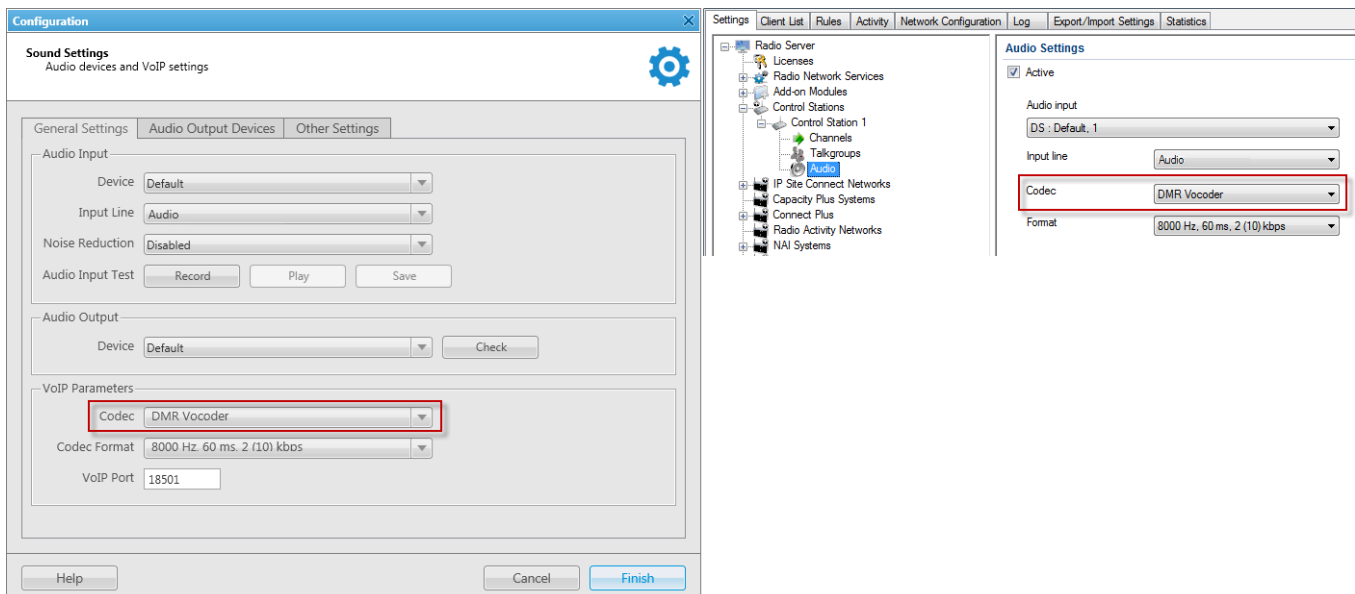 Configuration
Sound Settings
Audio devices and VoIP settings
General Settings Audio Output Devices Other Settings
Audio Input
Device Default
Input Line Audio
Noise Reduction Disabled
Audio Input Test Record Play Save
Audio Output
Device Default Check
VoIP Parameters
Codec DMR Vocoder
Codec Format 8000 Hz, 60 ms, 2 (10) kbps
VoIP Port 18501
Help Cancel Finish
Settings Client List Rules Activity Network Configuration Log Export/Import Settings Statistics
Radio Server
Licenses
Radio Network Services
Add-on Modules
Control Stations
Control Station 1
Channels
Talkgroups
Audio
IP Site Connect Networks
Capacity Plus Systems
Connect Plus
Radio Activity Networks
NAI Systems
Audio Settings
Active
Audio input
DS : Default, 1
Input line Audio
Codec DMR Vocoder
Format 8000 Hz, 60 ms, 2 (10) kbps